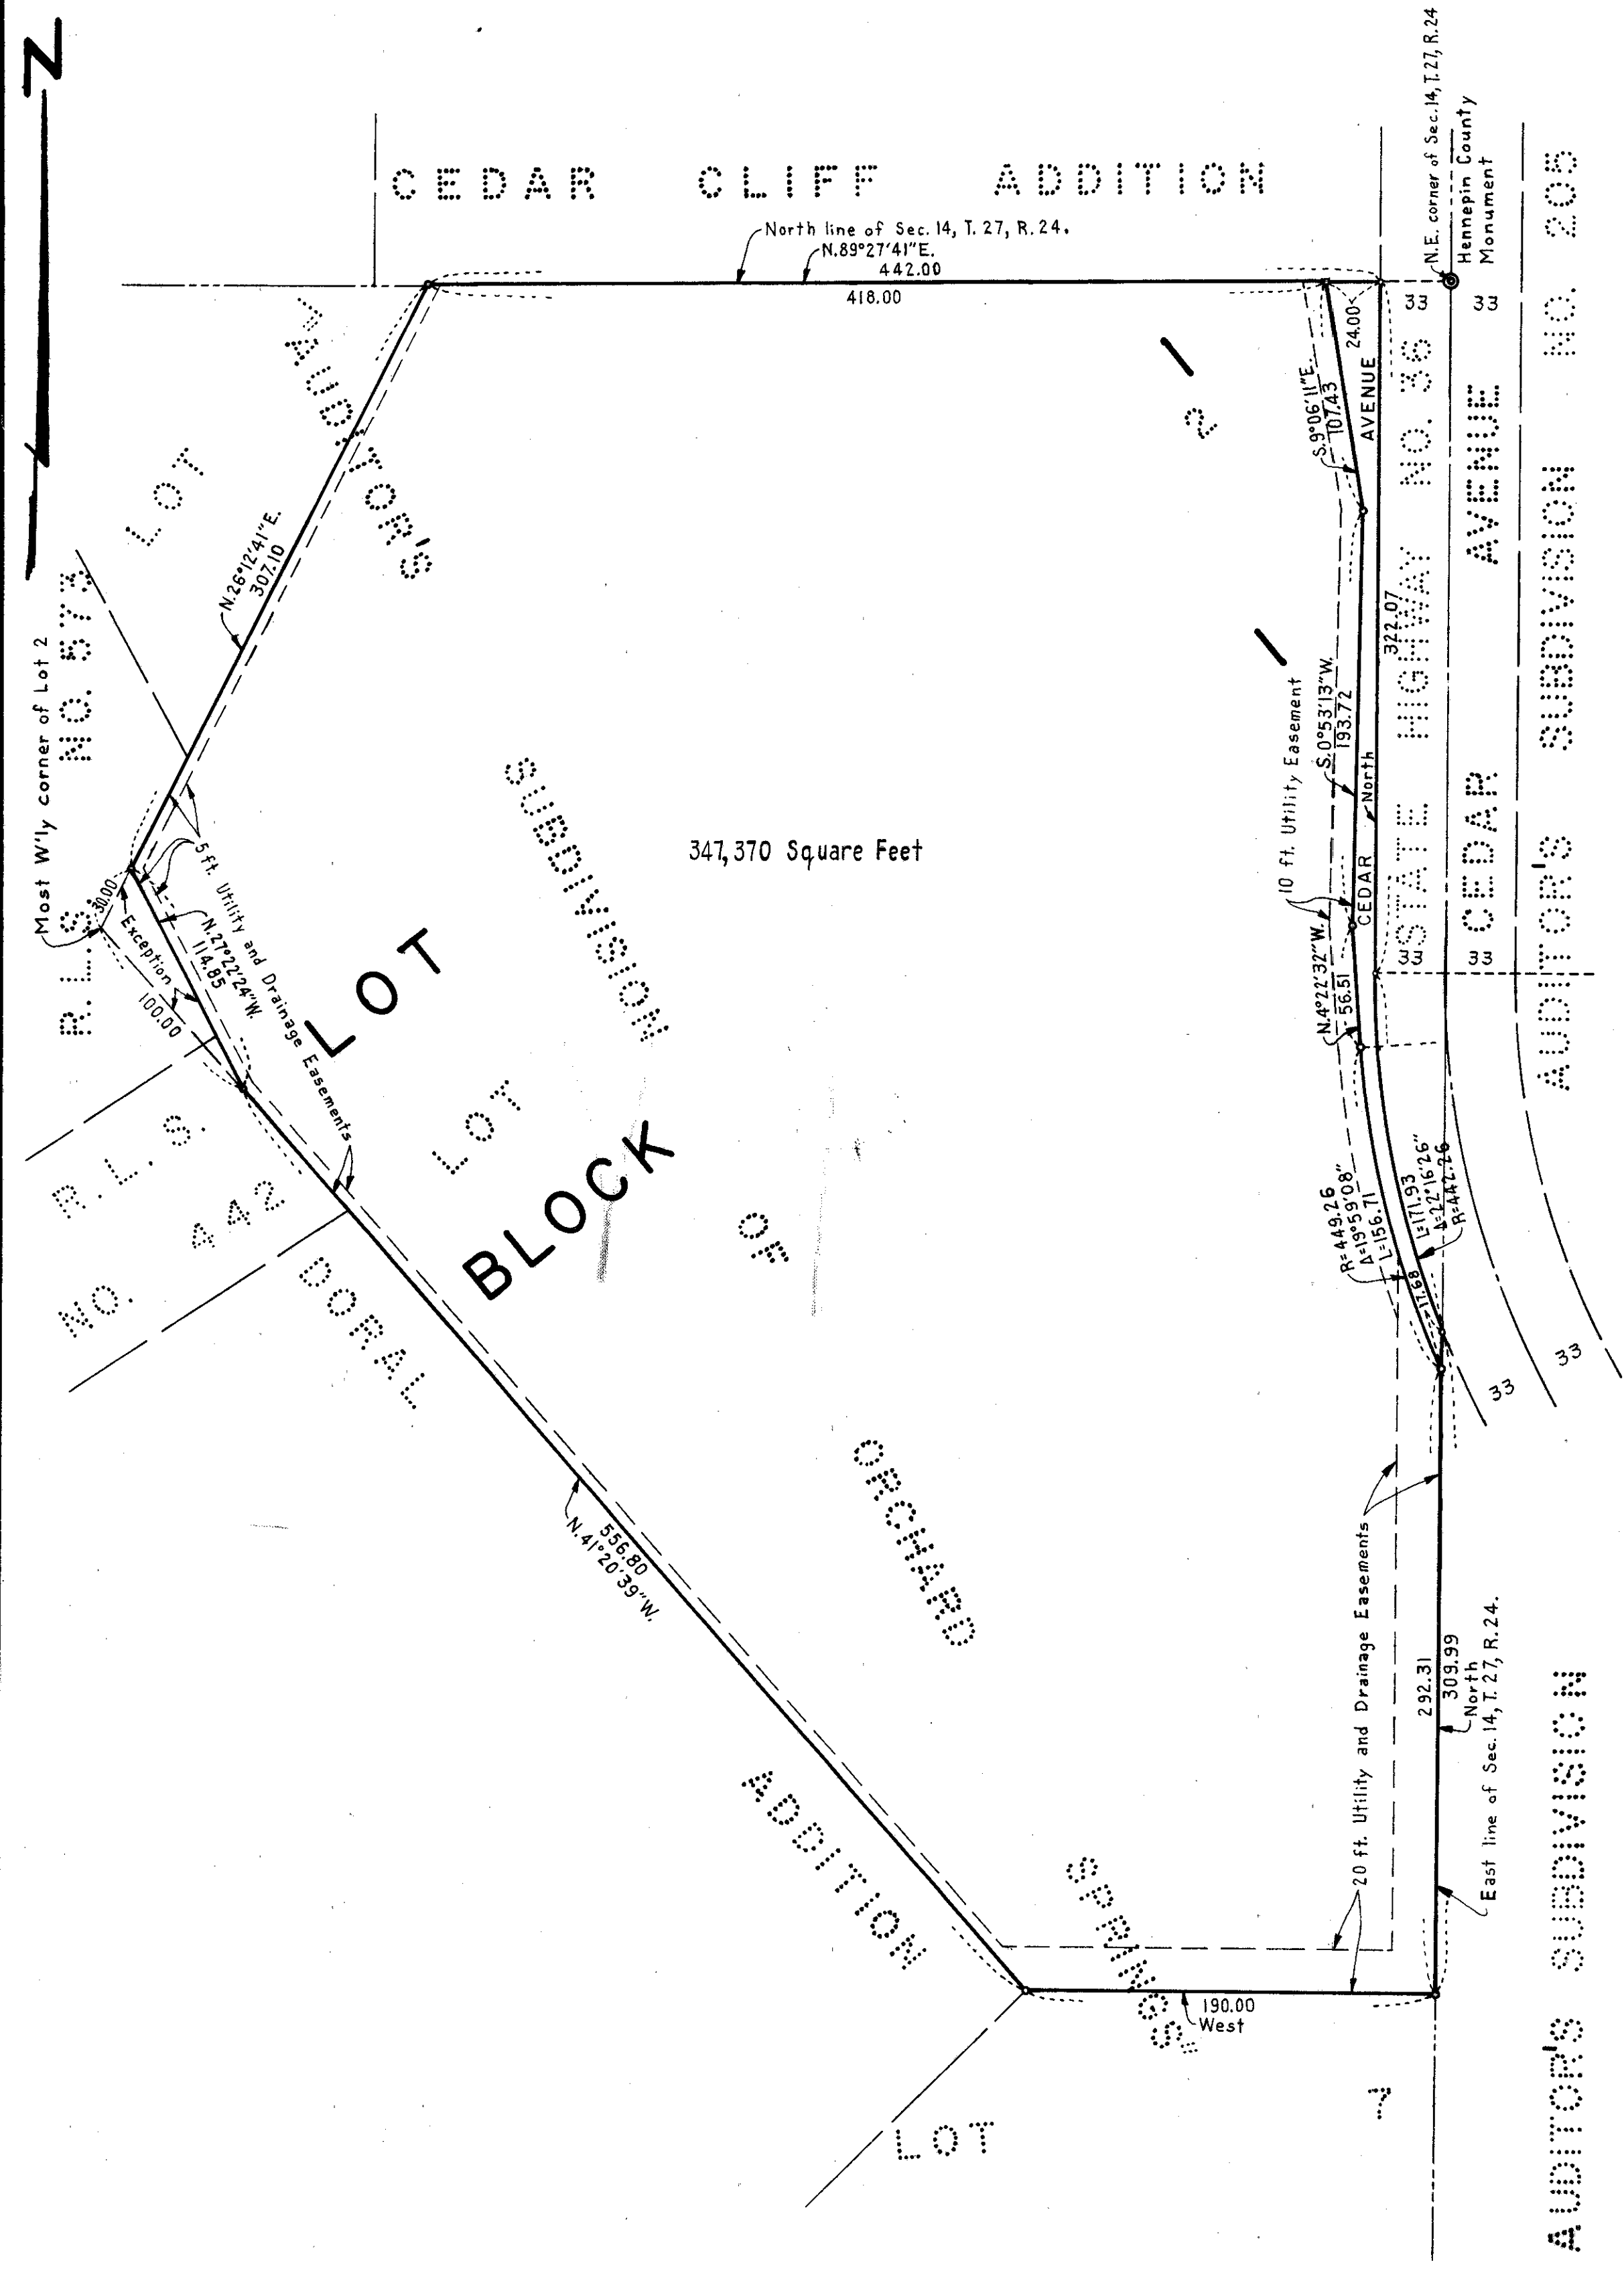 N
CEDAR CLIFF ADDITION
North line of Sec. 14, T. 27, R. 24.
N.89°27'41"E.
442.00
418.00
N.E. corner of Sec. 14, T. 27, R. 24
Hennepin County
Monument
33
33
24.00
S.9°06'11"E.
107.43
AVENUE
2
1
1
LOT
N.26°12'41"E.
307.10
R.L.S. NO. 573
Most W'ly corner of Lot 2
30.00
Exception
100.00
N.27°22'24"W.
114.85
5 ft. Utility and Drainage Easements
AUDITOR'S
SUBDIVISION
OF
ORCHARD
SPRINGS
347,370 Square Feet
LOT
LOT
BLOCK
R.L.S.
NO. 442
DORAL
ADDITION
556.80
N.41°20'39"W.
10 ft. Utility Easement
S.0°53'13"W.
193.72
North
322.07
CEDAR
N.4°22'32"W.
56.51
STATE HIGHWAY NO. 36
CEDAR AVENUE
33
33
R=449.26
Δ=19°59'08"
L=156.71
L=171.93
Δ=22°16'26"
R=442.26
17.68
33
33
20 ft. Utility and Drainage Easements
292.31
309.99
North
East line of Sec. 14, T. 27, R. 24.
190.00
West
LOT
7
AUDITOR'S SUBDIVISION NO. 205
AUDITOR'S SUBDIVISION